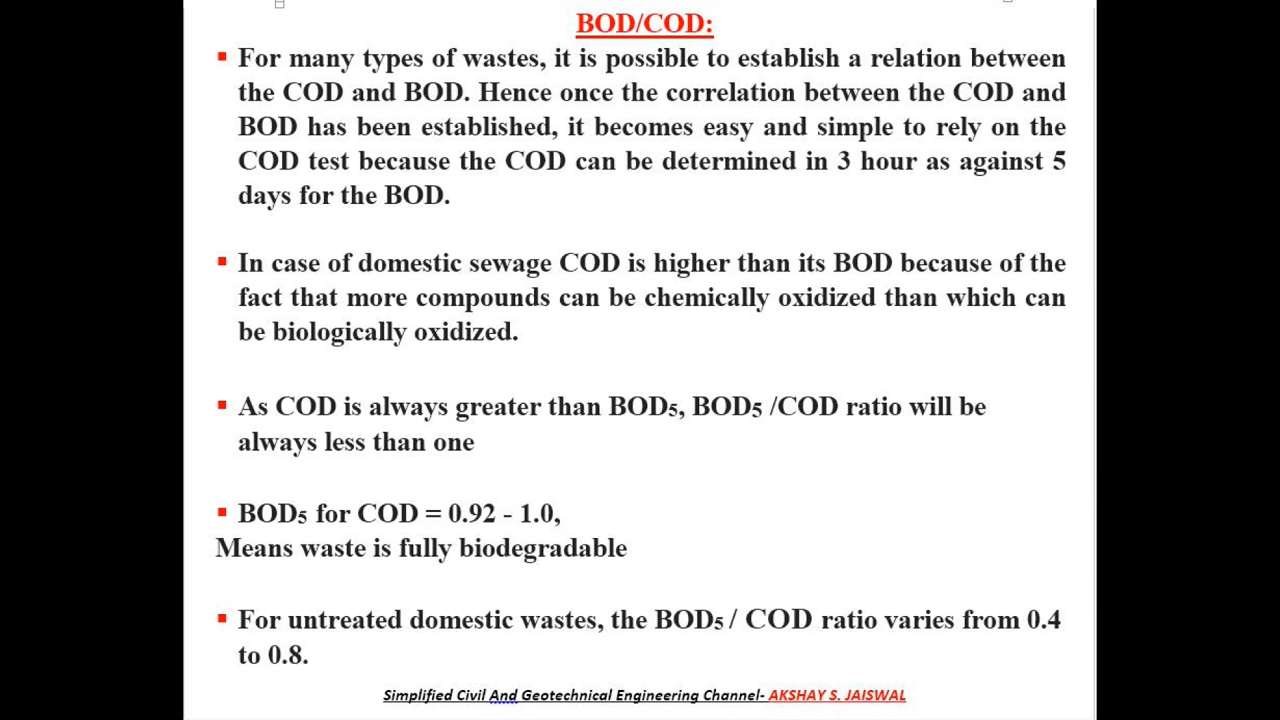 BOD/COD:
▪ For many types of wastes, it is possible to establish a relation between
the COD and BOD. Hence once the correlation between the COD and
BOD has been established, it becomes easy and simple to rely on the
COD test because the COD can be determined in 3 hour as against 5
days for the BOD.
▪ In case of domestic sewage COD is higher than its BOD because of the
fact that more compounds can be chemically oxidized than which can
be biologically oxidized.
▪ As COD is always greater than BOD₅, BOD₅ /COD ratio will be
always less than one
▪ BOD₅ for COD = 0.92 - 1.0,
Means waste is fully biodegradable
▪ For untreated domestic wastes, the BOD₅ / COD ratio varies from 0.4
to 0.8.
Simplified Civil And Geotechnical Engineering Channel- AKSHAY S. JAISWAL